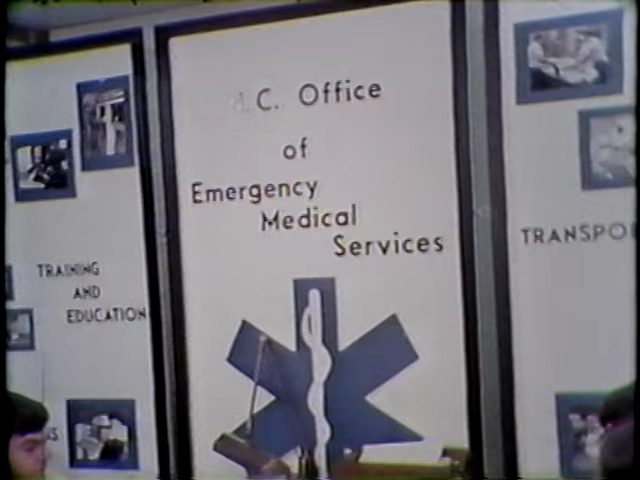 C. Office
of
Emergency
Medical
Services
TRAINING
AND
EDUCATION
TRANSPO